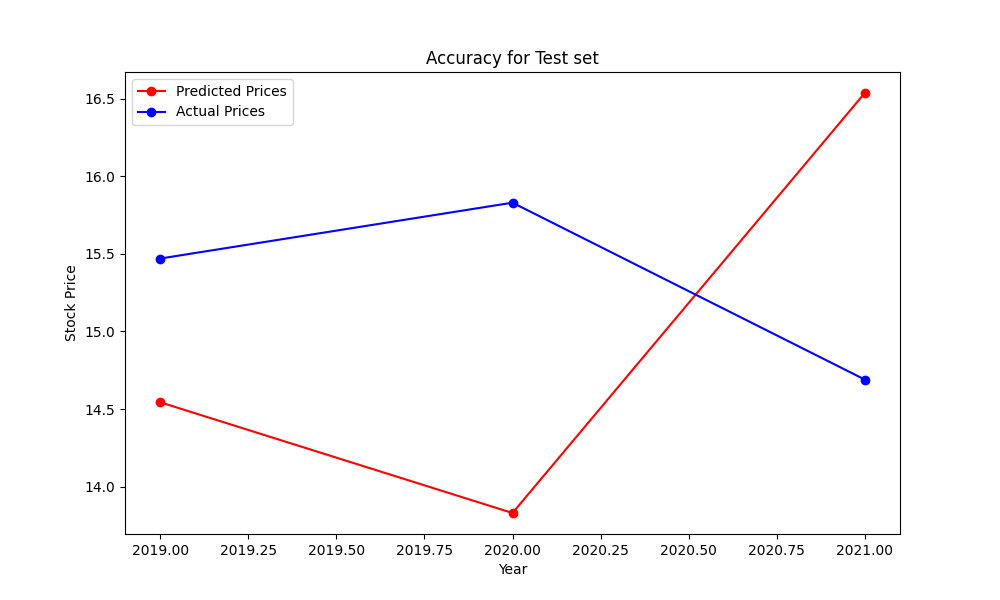 Accuracy for Test set
Predicted Prices
Actual Prices
16.5
16.0
15.5
15.0
14.5
14.0
Stock Price
2019.00 2019.25 2019.50 2019.75 2020.00 2020.25 2020.50 2020.75 2021.00
Year